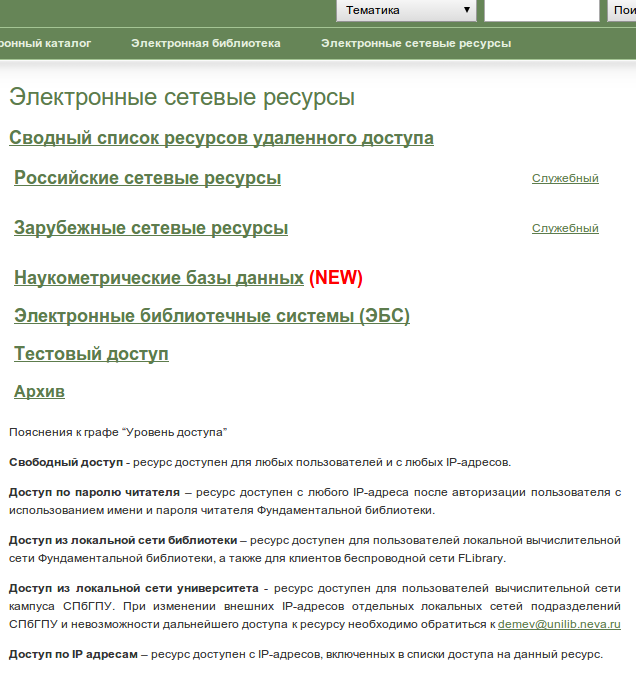 Тематика
ронный каталог Электронная библиотека Электронные сетевые ресурсы
Электронные сетевые ресурсы
Сводный список ресурсов удаленного доступа
Российские сетевые ресурсы Служебный
Зарубежные сетевые ресурсы Служебный
Наукометрические базы данных (NEW)
Электронные библиотечные системы (ЭБС)
Тестовый доступ
Архив
Пояснения к графе “Уровень доступа”
Свободный доступ - ресурс доступен для любых пользователей и с любых IP-адресов.
Доступ по паролю читателя – ресурс доступен с любого IP-адреса после авторизации пользователя с
использованием имени и пароля читателя Фундаментальной библиотеки.
Доступ из локальной сети библиотеки – ресурс доступен для пользователей локальной вычислительной
сети Фундаментальной библиотеки, а также для клиентов беспроводной сети FLibrary.
Доступ из локальной сети университета - ресурс доступен для пользователей вычислительной сети
кампуса СПбГПУ. При изменении внешних IP-адресов отдельных локальных сетей подразделений
СПбГПУ и невозможности дальнейшего доступа к ресурсу необходимо обратиться к demev@unilib.neva.ru
Доступ по IP адресам – ресурс доступен с IP-адресов, включенных в списки доступа на данный ресурс.